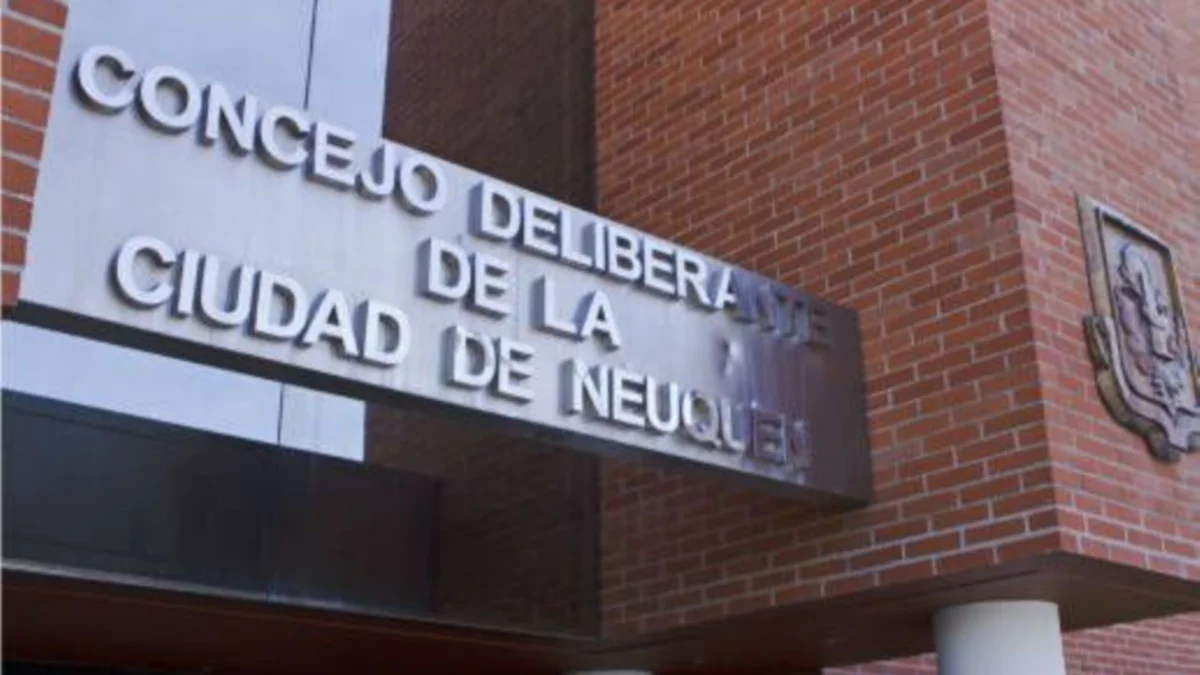 CONCEJO DELIBERANTE
DE LA
CIUDAD DE NEUQUEN